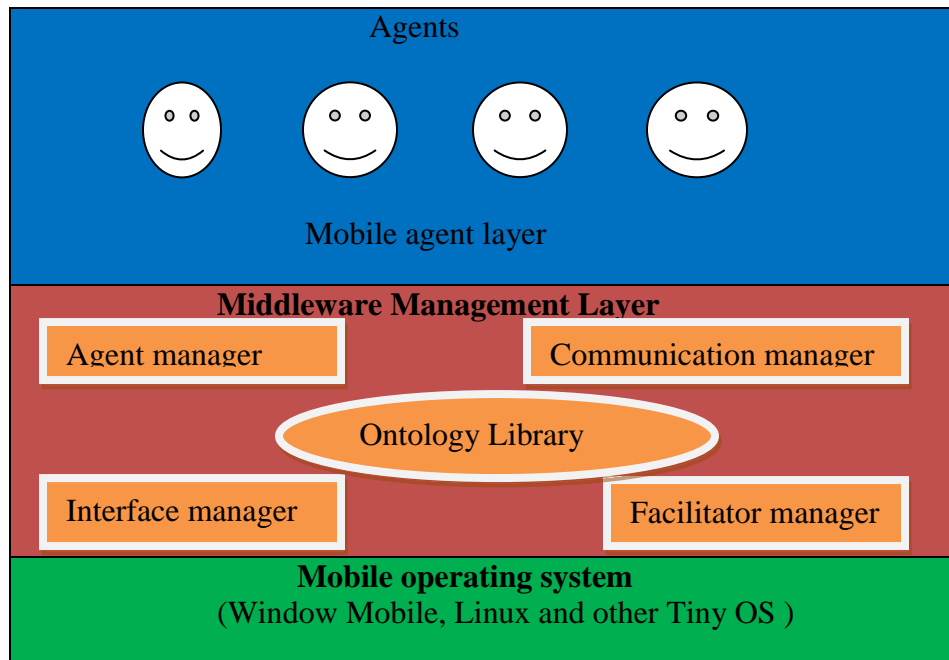 Agents
Mobile agent layer
Middleware Management Layer
Agent manager
Communication manager
Ontology Library
Interface manager
Facilitator manager
Mobile operating system
(Window Mobile, Linux and other Tiny OS )